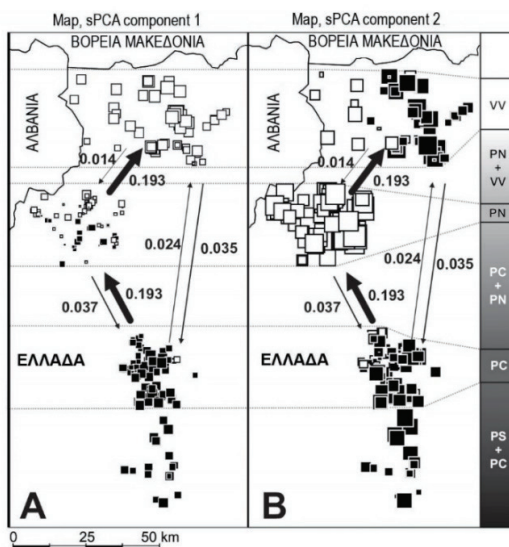 Map, sPCA component 1
Map, sPCA component 2
ΒΟΡΕΙΑ ΜΑΚΕΔΟΝΙΑ
ΒΟΡΕΙΑ ΜΑΚΕΔΟΝΙΑ
ΑΛΒΑΝΙΑ
ΑΛΒΑΝΙΑ
VV
0.014
0.193
0.014
0.193
PN
+
VV
PN
0.024
0.035
0.024
0.035
0.037
0.193
0.037
0.193
PC
+
PN
ΕΛΛΑΔΑ
ΕΛΛΑΔΑ
PC
PS
+
PC
A
B
0 25 50 km